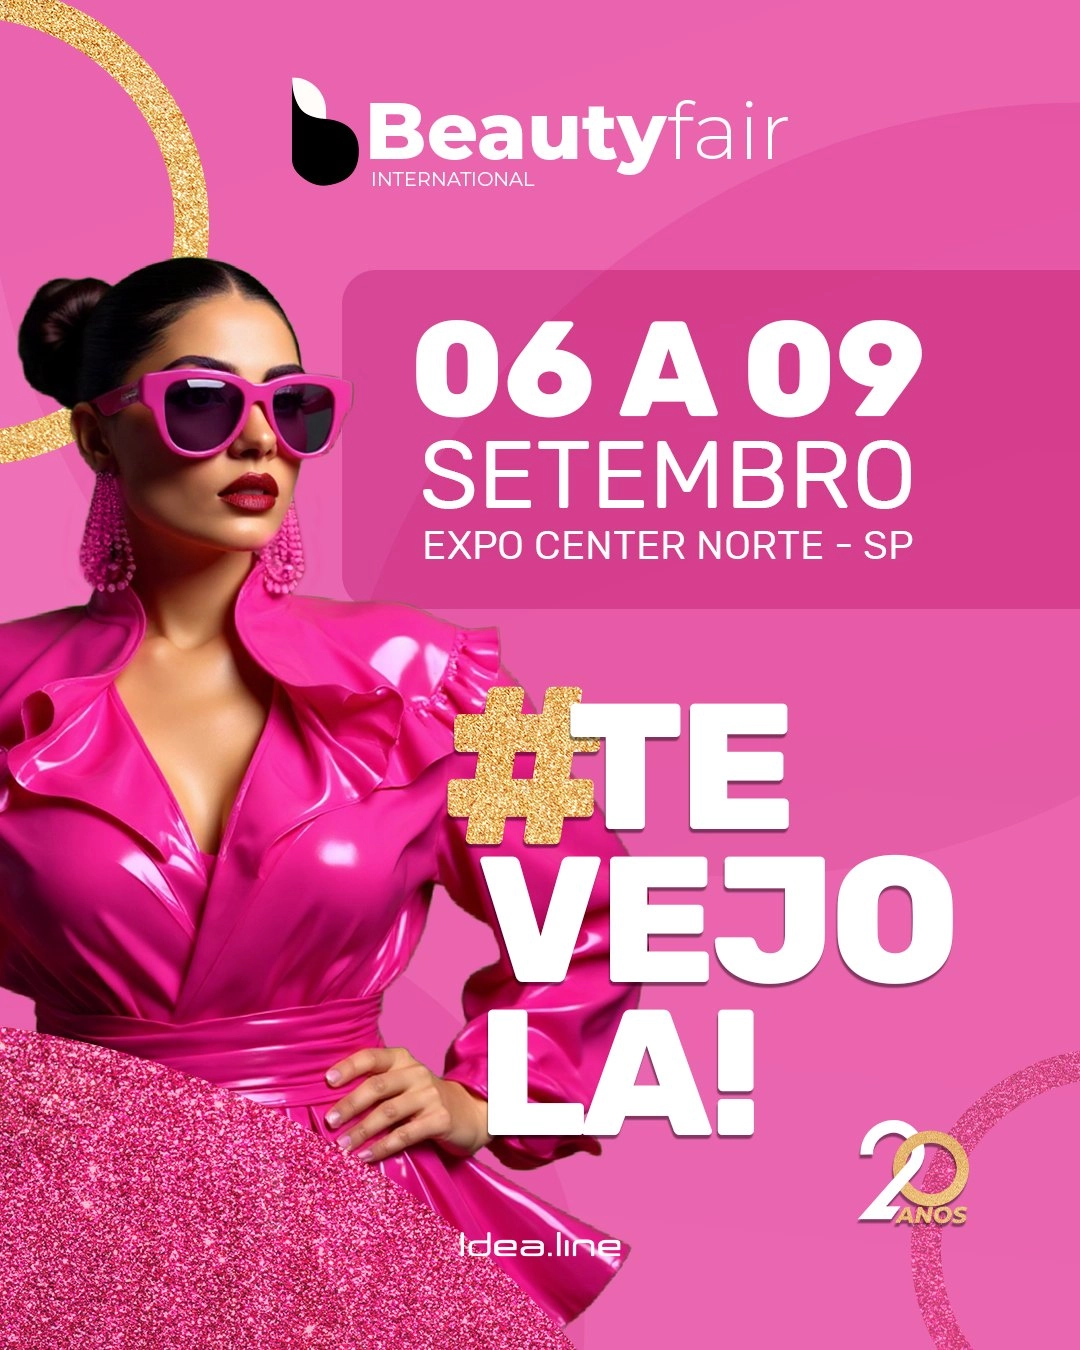 Beautyfair
INTERNATIONAL
06 A 09
SETEMBRO
EXPO CENTER NORTE - SP
#TE
VEJO
LA!
20
ANOS
Idea.line